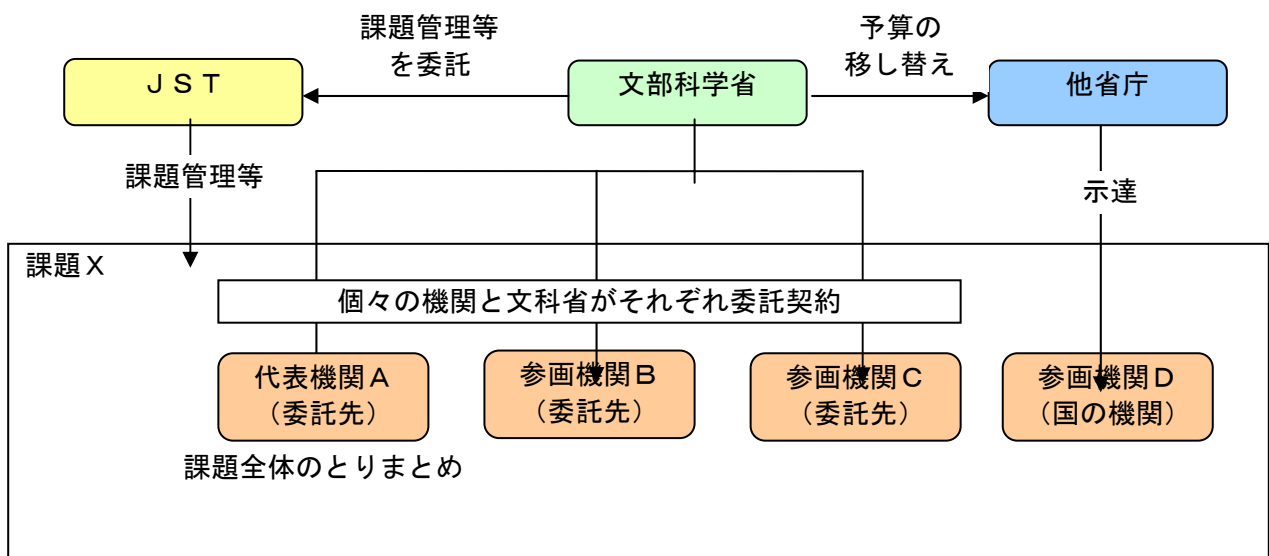 課題管理等
を委託
予算の
移し替え
ＪＳＴ
文部科学省
他省庁
課題管理等
示達
課題Ｘ
個々の機関と文科省がそれぞれ委託契約
代表機関Ａ
（委託先）
参画機関Ｂ
（委託先）
参画機関Ｃ
（委託先）
参画機関Ｄ
（国の機関）
課題全体のとりまとめ